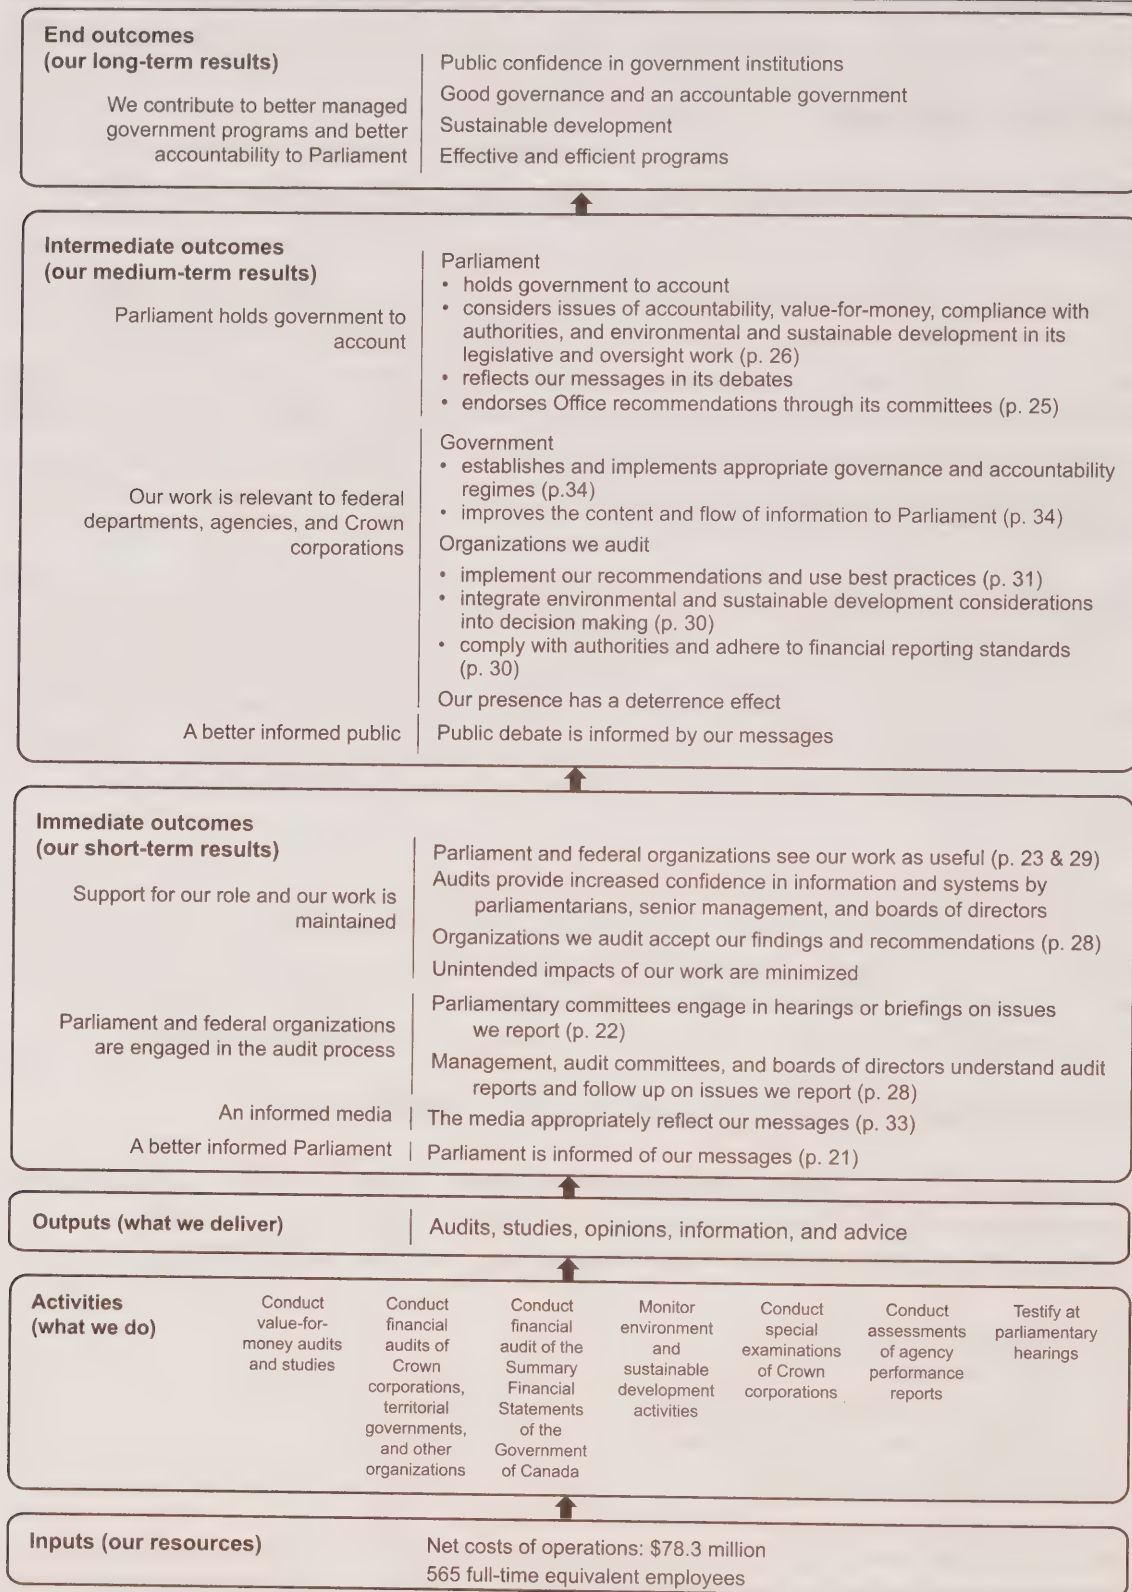 End outcomes
(our long-term results)
We contribute to better managed
government programs and better
accountability to Parliament
Public confidence in government institutions
Good governance and an accountable government
Sustainable development
Effective and efficient programs
Intermediate outcomes
(our medium-term results)
Parliament holds government to
account
Parliament
• holds government to account
• considers issues of accountability, value-for-money, compliance with
authorities, and environmental and sustainable development in its
legislative and oversight work (p. 26)
• reflects our messages in its debates
• endorses Office recommendations through its committees (p. 25)
Our work is relevant to federal
departments, agencies, and Crown
corporations
Government
• establishes and implements appropriate governance and accountability
regimes (p.34)
• improves the content and flow of information to Parliament (p. 34)
Organizations we audit
• implement our recommendations and use best practices (p. 31)
• integrate environmental and sustainable development considerations
into decision making (p. 30)
• comply with authorities and adhere to financial reporting standards
(p. 30)
Our presence has a deterrence effect
A better informed public
Public debate is informed by our messages
Immediate outcomes
(our short-term results)
Support for our role and our work is
maintained
Parliament and federal organizations see our work as useful (p. 23 & 29)
Audits provide increased confidence in information and systems by
parliamentarians, senior management, and boards of directors
Organizations we audit accept our findings and recommendations (p. 28)
Unintended impacts of our work are minimized
Parliament and federal organizations
are engaged in the audit process
Parliamentary committees engage in hearings or briefings on issues
we report (p. 22)
Management, audit committees, and boards of directors understand audit
reports and follow up on issues we report (p. 28)
An informed media
The media appropriately reflect our messages (p. 33)
A better informed Parliament
Parliament is informed of our messages (p. 21)
Outputs (what we deliver)
Audits, studies, opinions, information, and advice
Activities
(what we do)
Conduct
value-for-
money audits
and studies
Conduct
financial
audits of
Crown
corporations,
territorial
governments,
and other
organizations
Conduct
financial
audit of the
Summary
Financial
Statements
of the
Government
of Canada
Monitor
environment
and
sustainable
development
activities
Conduct
special
examinations
of Crown
corporations
Conduct
assessments
of agency
performance
reports
Testify at
parliamentary
hearings
Inputs (our resources)
Net costs of operations: $78.3 million
565 full-time equivalent employees